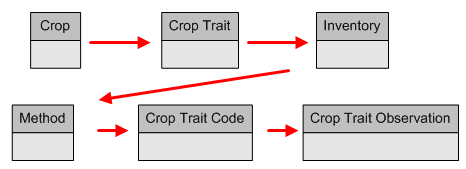 Crop
Crop Trait
Inventory
Method
Crop Trait Code
Crop Trait Observation